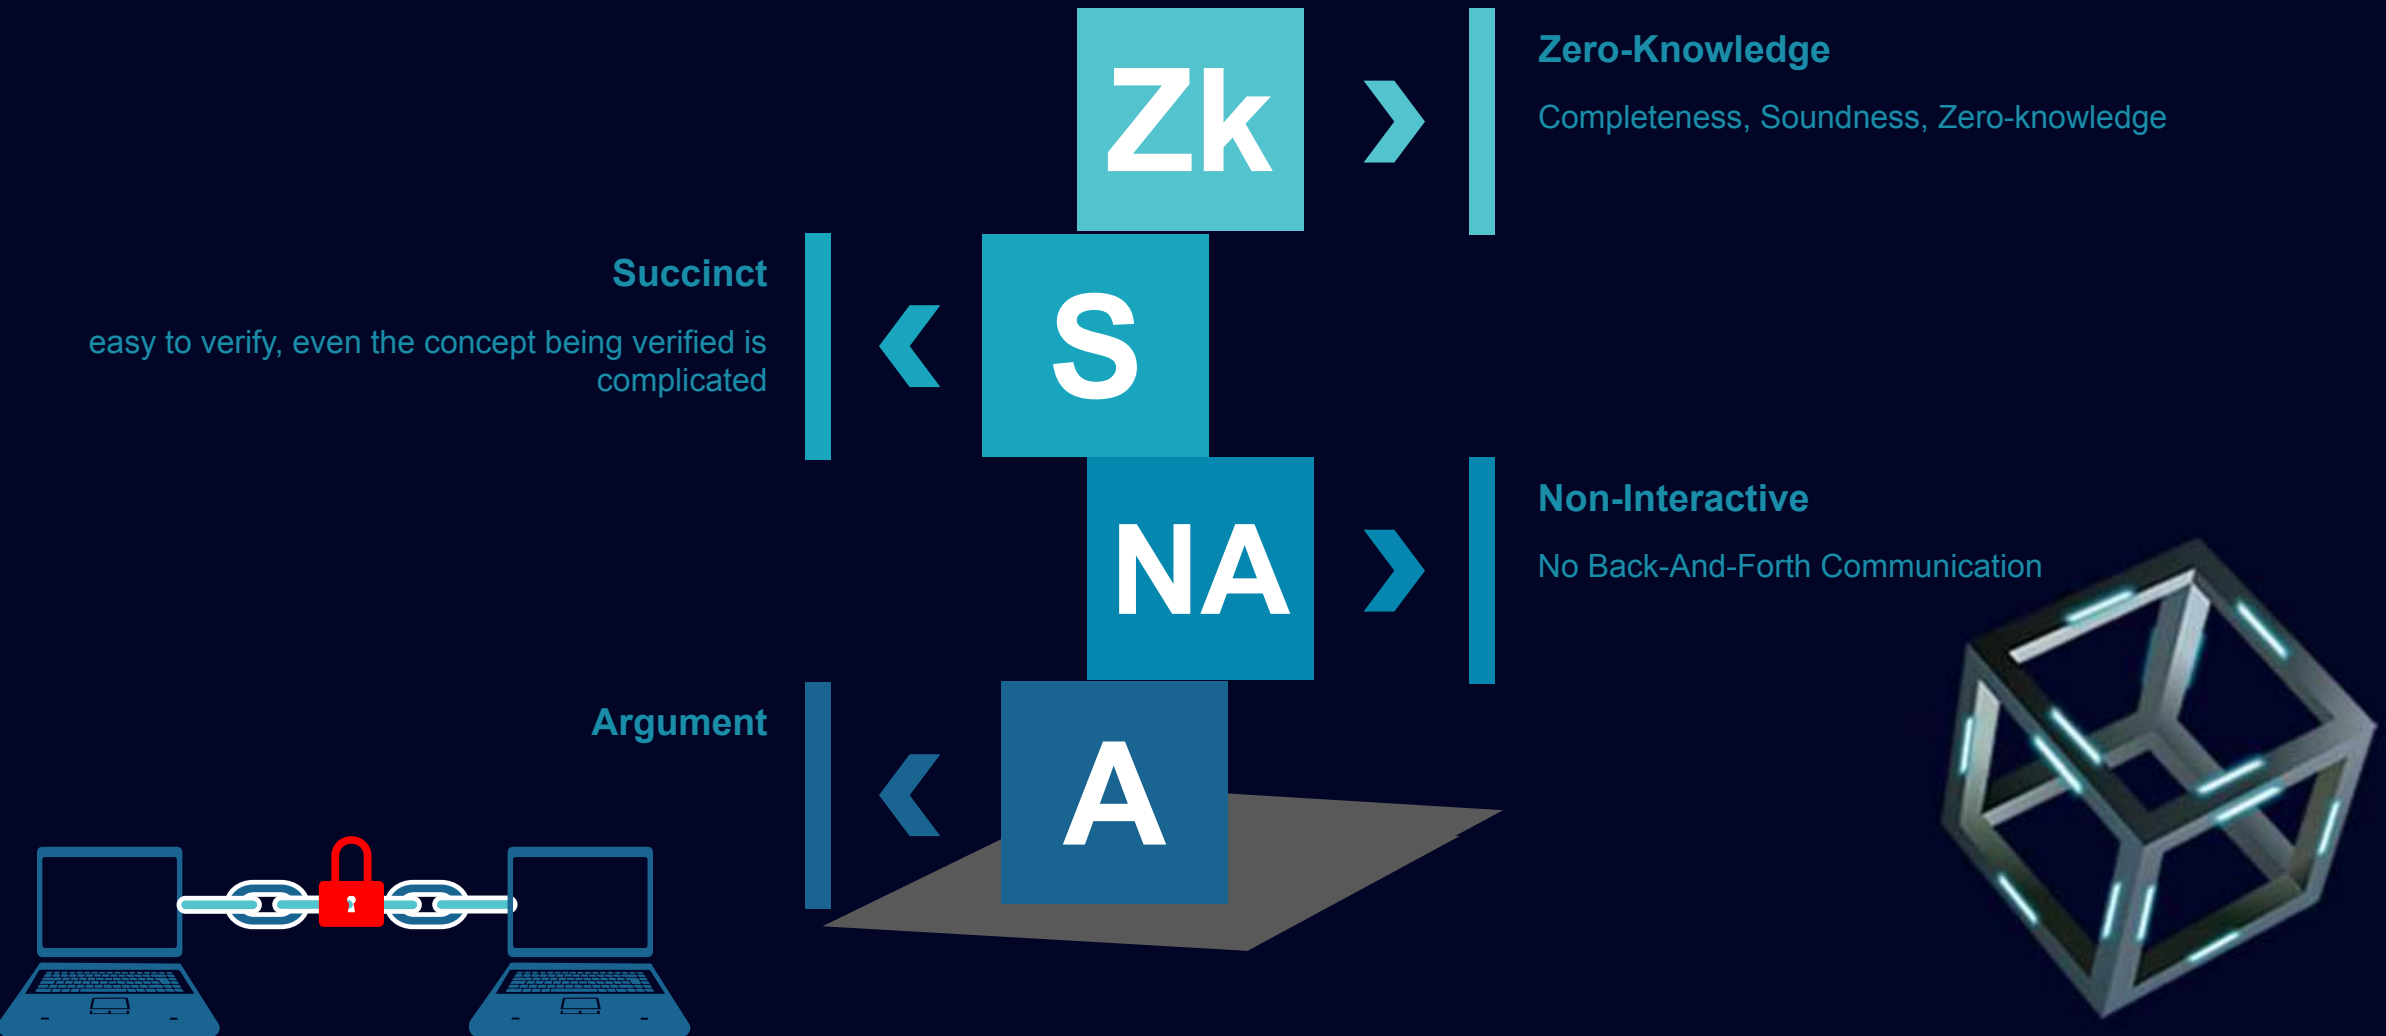 Zk
Zero-Knowledge
Completeness, Soundness, Zero-knowledge
Succinct
easy to verify, even the concept being verified is
complicated
S
NA
Non-Interactive
No Back-And-Forth Communication
Argument
A